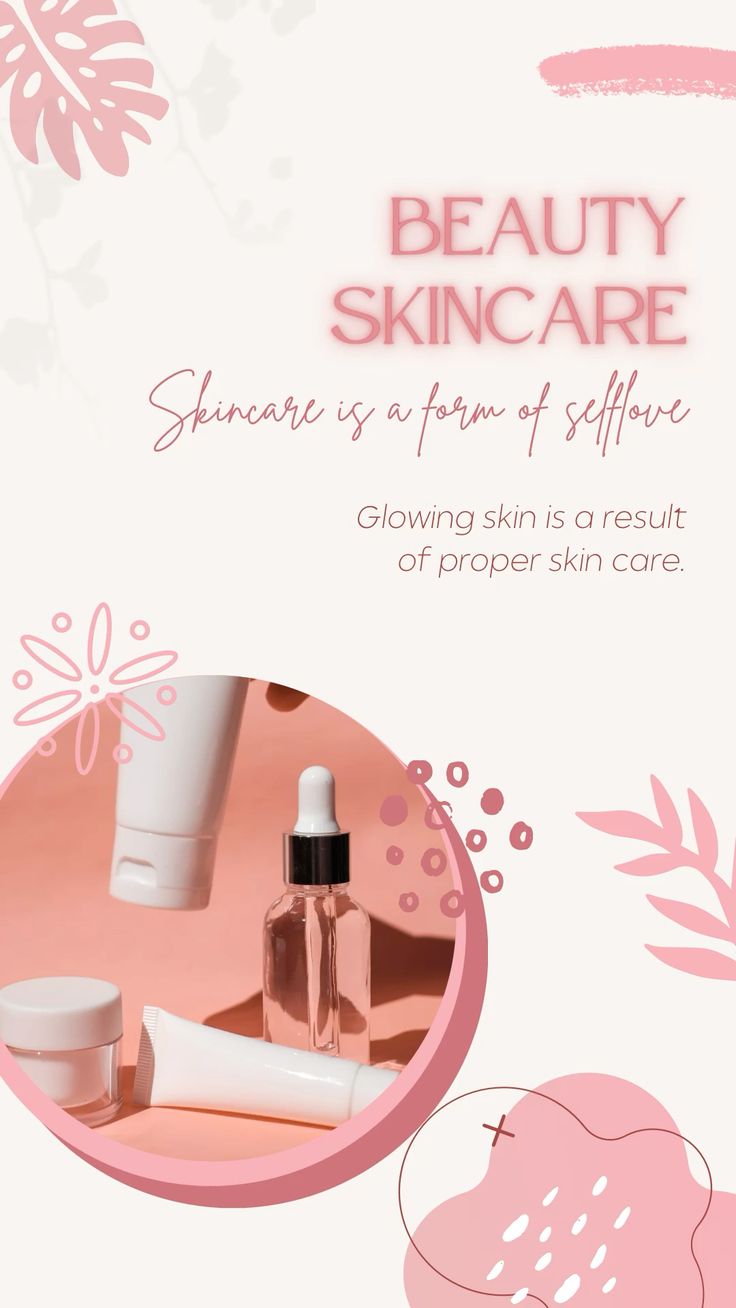 BEAUTY
SKINCARE
Skincare is a form of selflove
Glowing skin is a result
of proper skin care.